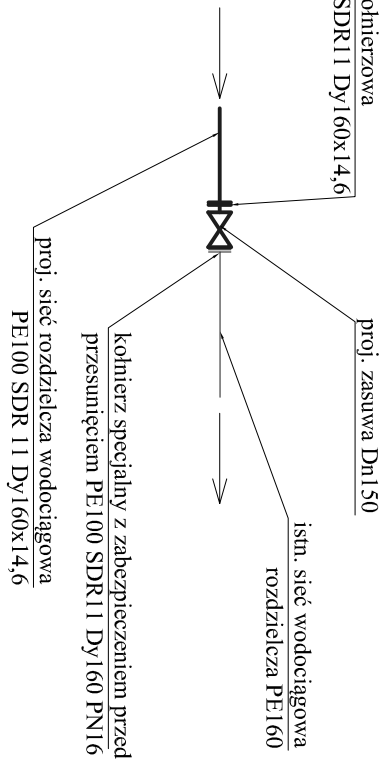 ołnierzowa
SDR11 Dy160x14,6
proj. zasuwa Dn150
istn. sieć wodociągowa
rozdzielcza PE160
kołnierz specjalny z zabezpieczeniem przed
przesunięciem PE100 SDR11 Dy160 PN16
proj. sieć rozdzielcza wodociągowa
PE100 SDR 11 Dy160x14,6